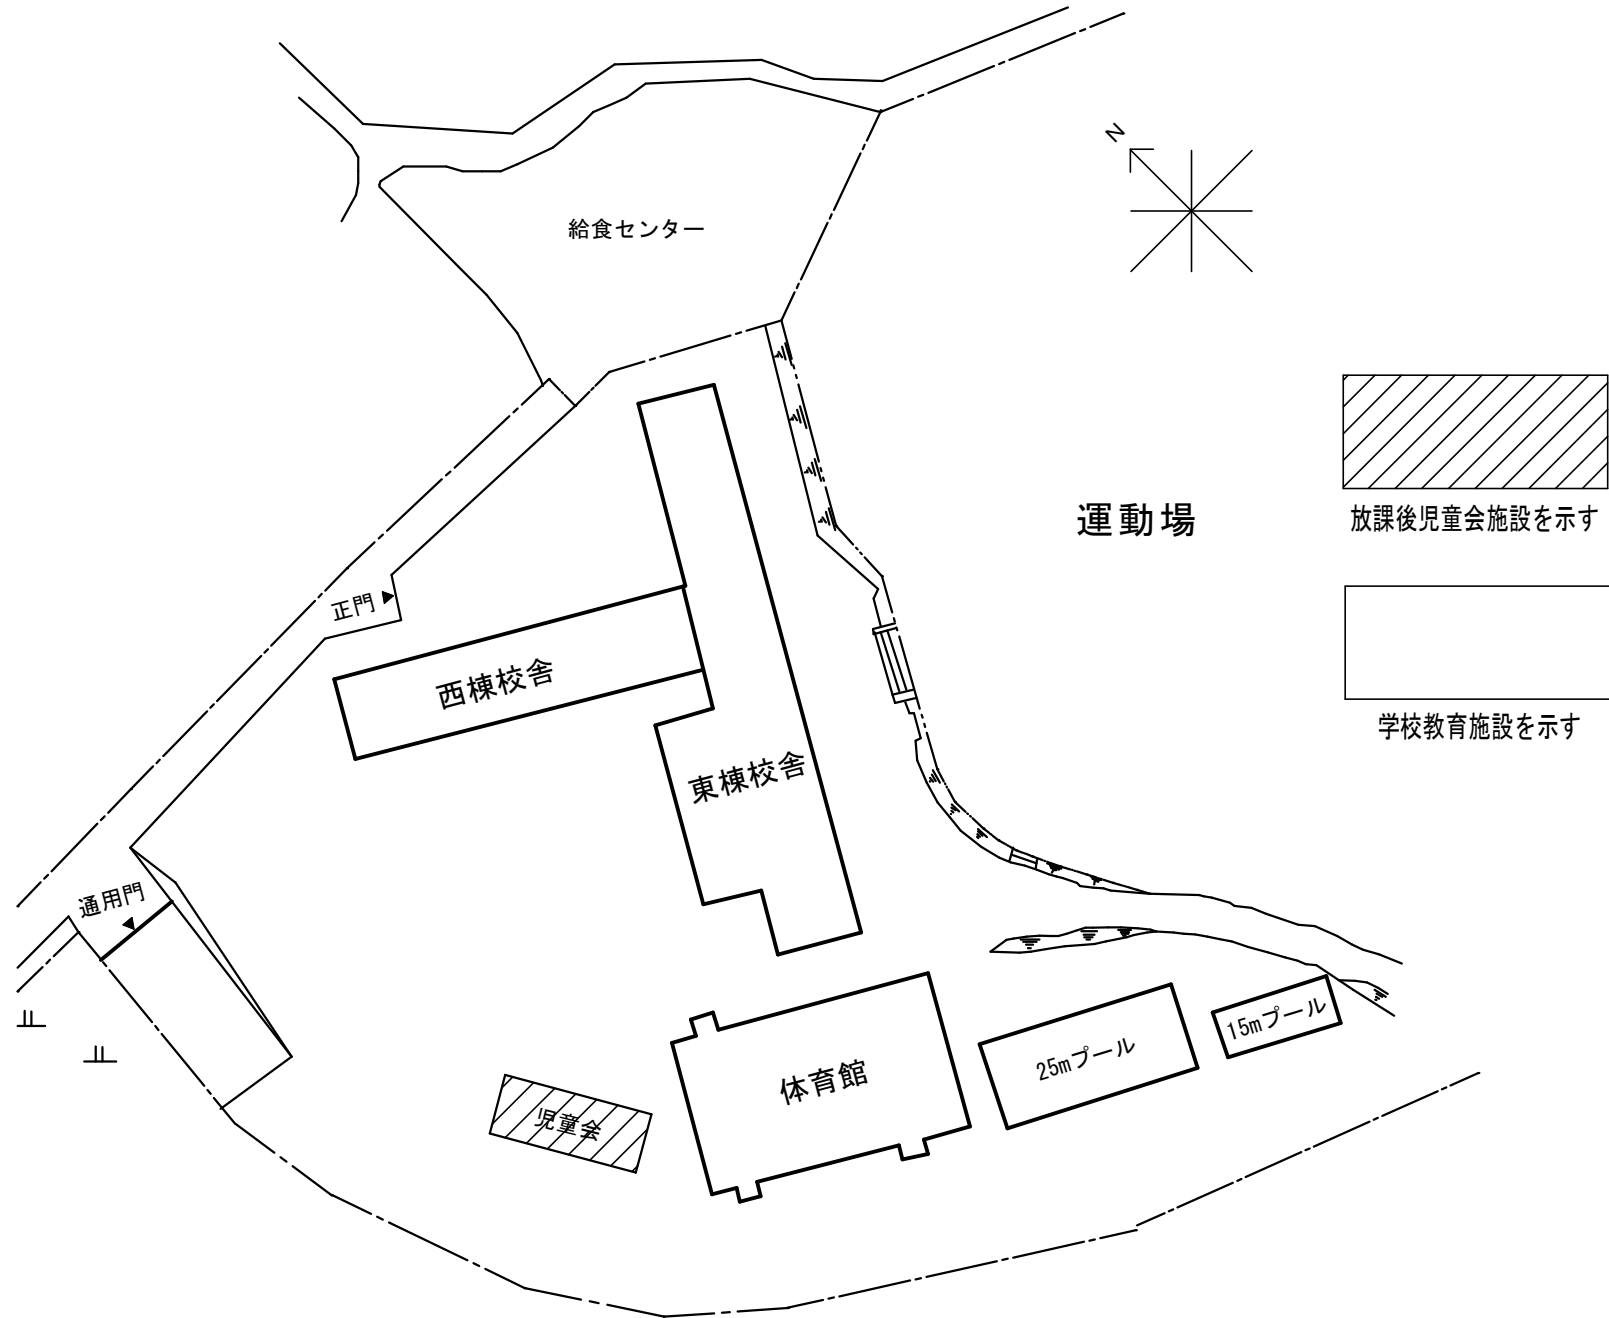 N
給食センター
運動場
放課後児童会施設を示す
正門
西棟校舎
学校教育施設を示す
東棟校舎
通用門
15mプール
25mプール
体育館
児童会